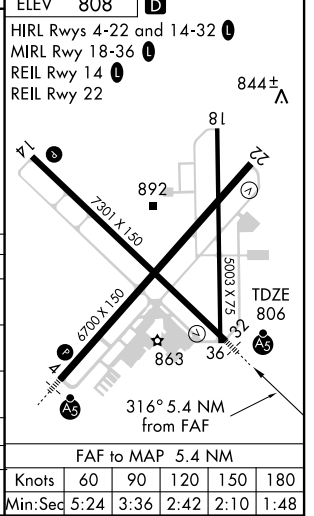 ELEV 808 D
HIRL Rwys 4-22 and 14-32 L
MIRL Rwy 18-36 L
REIL Rwy 14 L
REIL Rwy 22
844±
18
14
P
22
892
V
7301 X 150
5003 X 75
TDZE
806
6700 X 150
V
32
A5
P
863
36
4
A5
316° 5.4 NM
from FAF
FAF to MAP 5.4 NM
Knots 60 90 120 150 180
Min:Sec 5:24 3:36 2:42 2:10 1:48